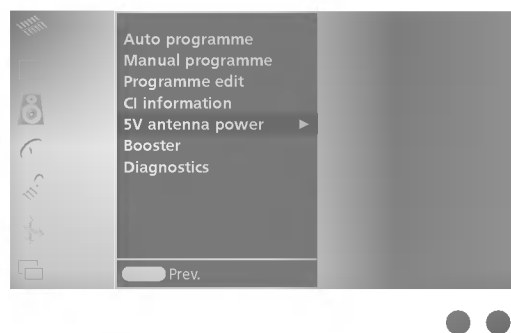 Auto programme
Manual programme
Programme edit
CI information
5V antenna power
Booster
Diagnostics
Prev.